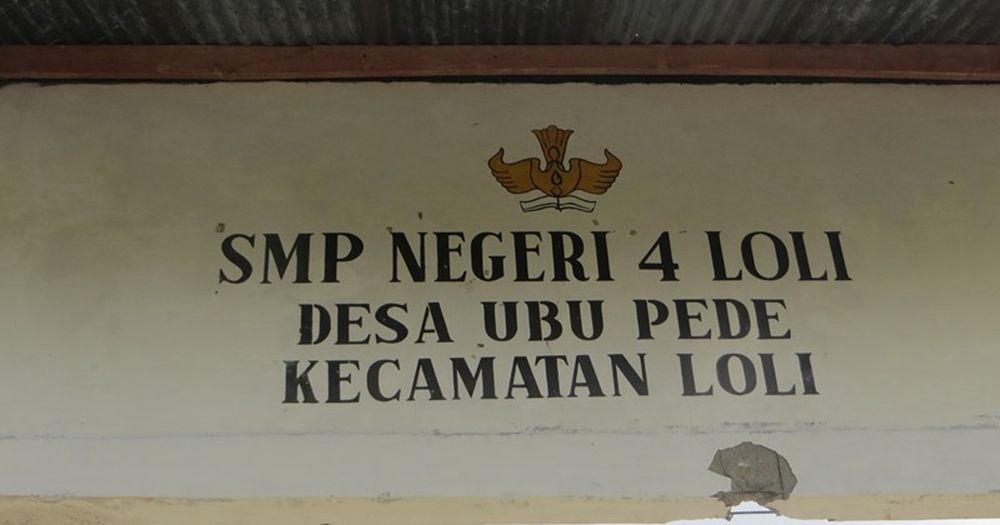 SMP NEGERI 4 LOLI
DESA UBU PEDE
KECAMATAN LOLI